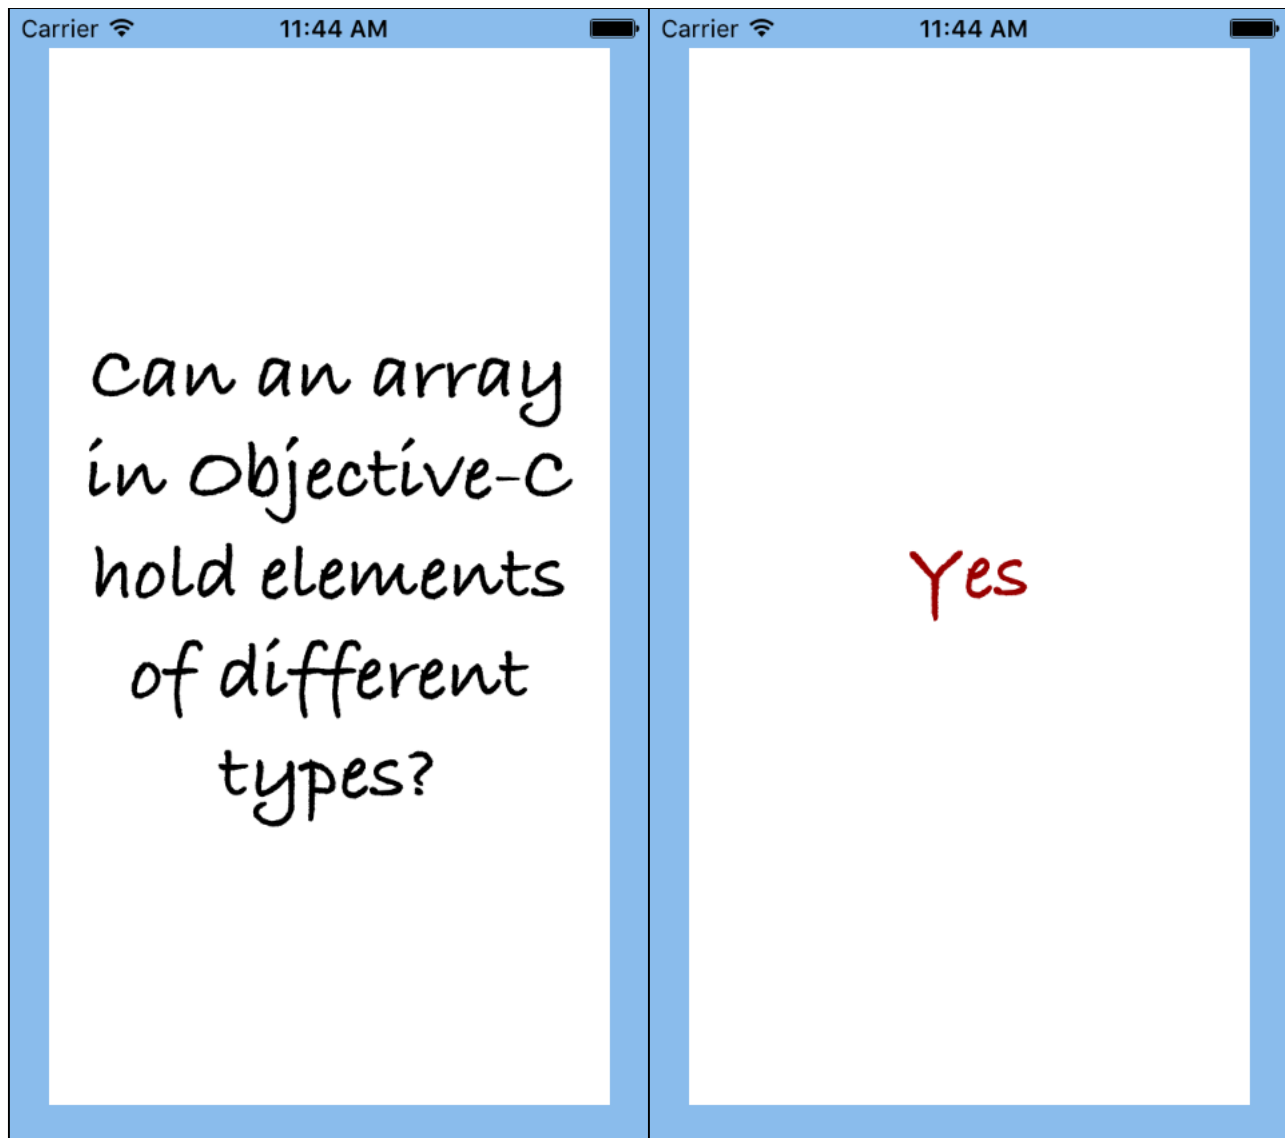 Carrier 11:44 AM
Can an array
in Objective-C
hold elements
of different
types?
Carrier 11:44 AM
Yes